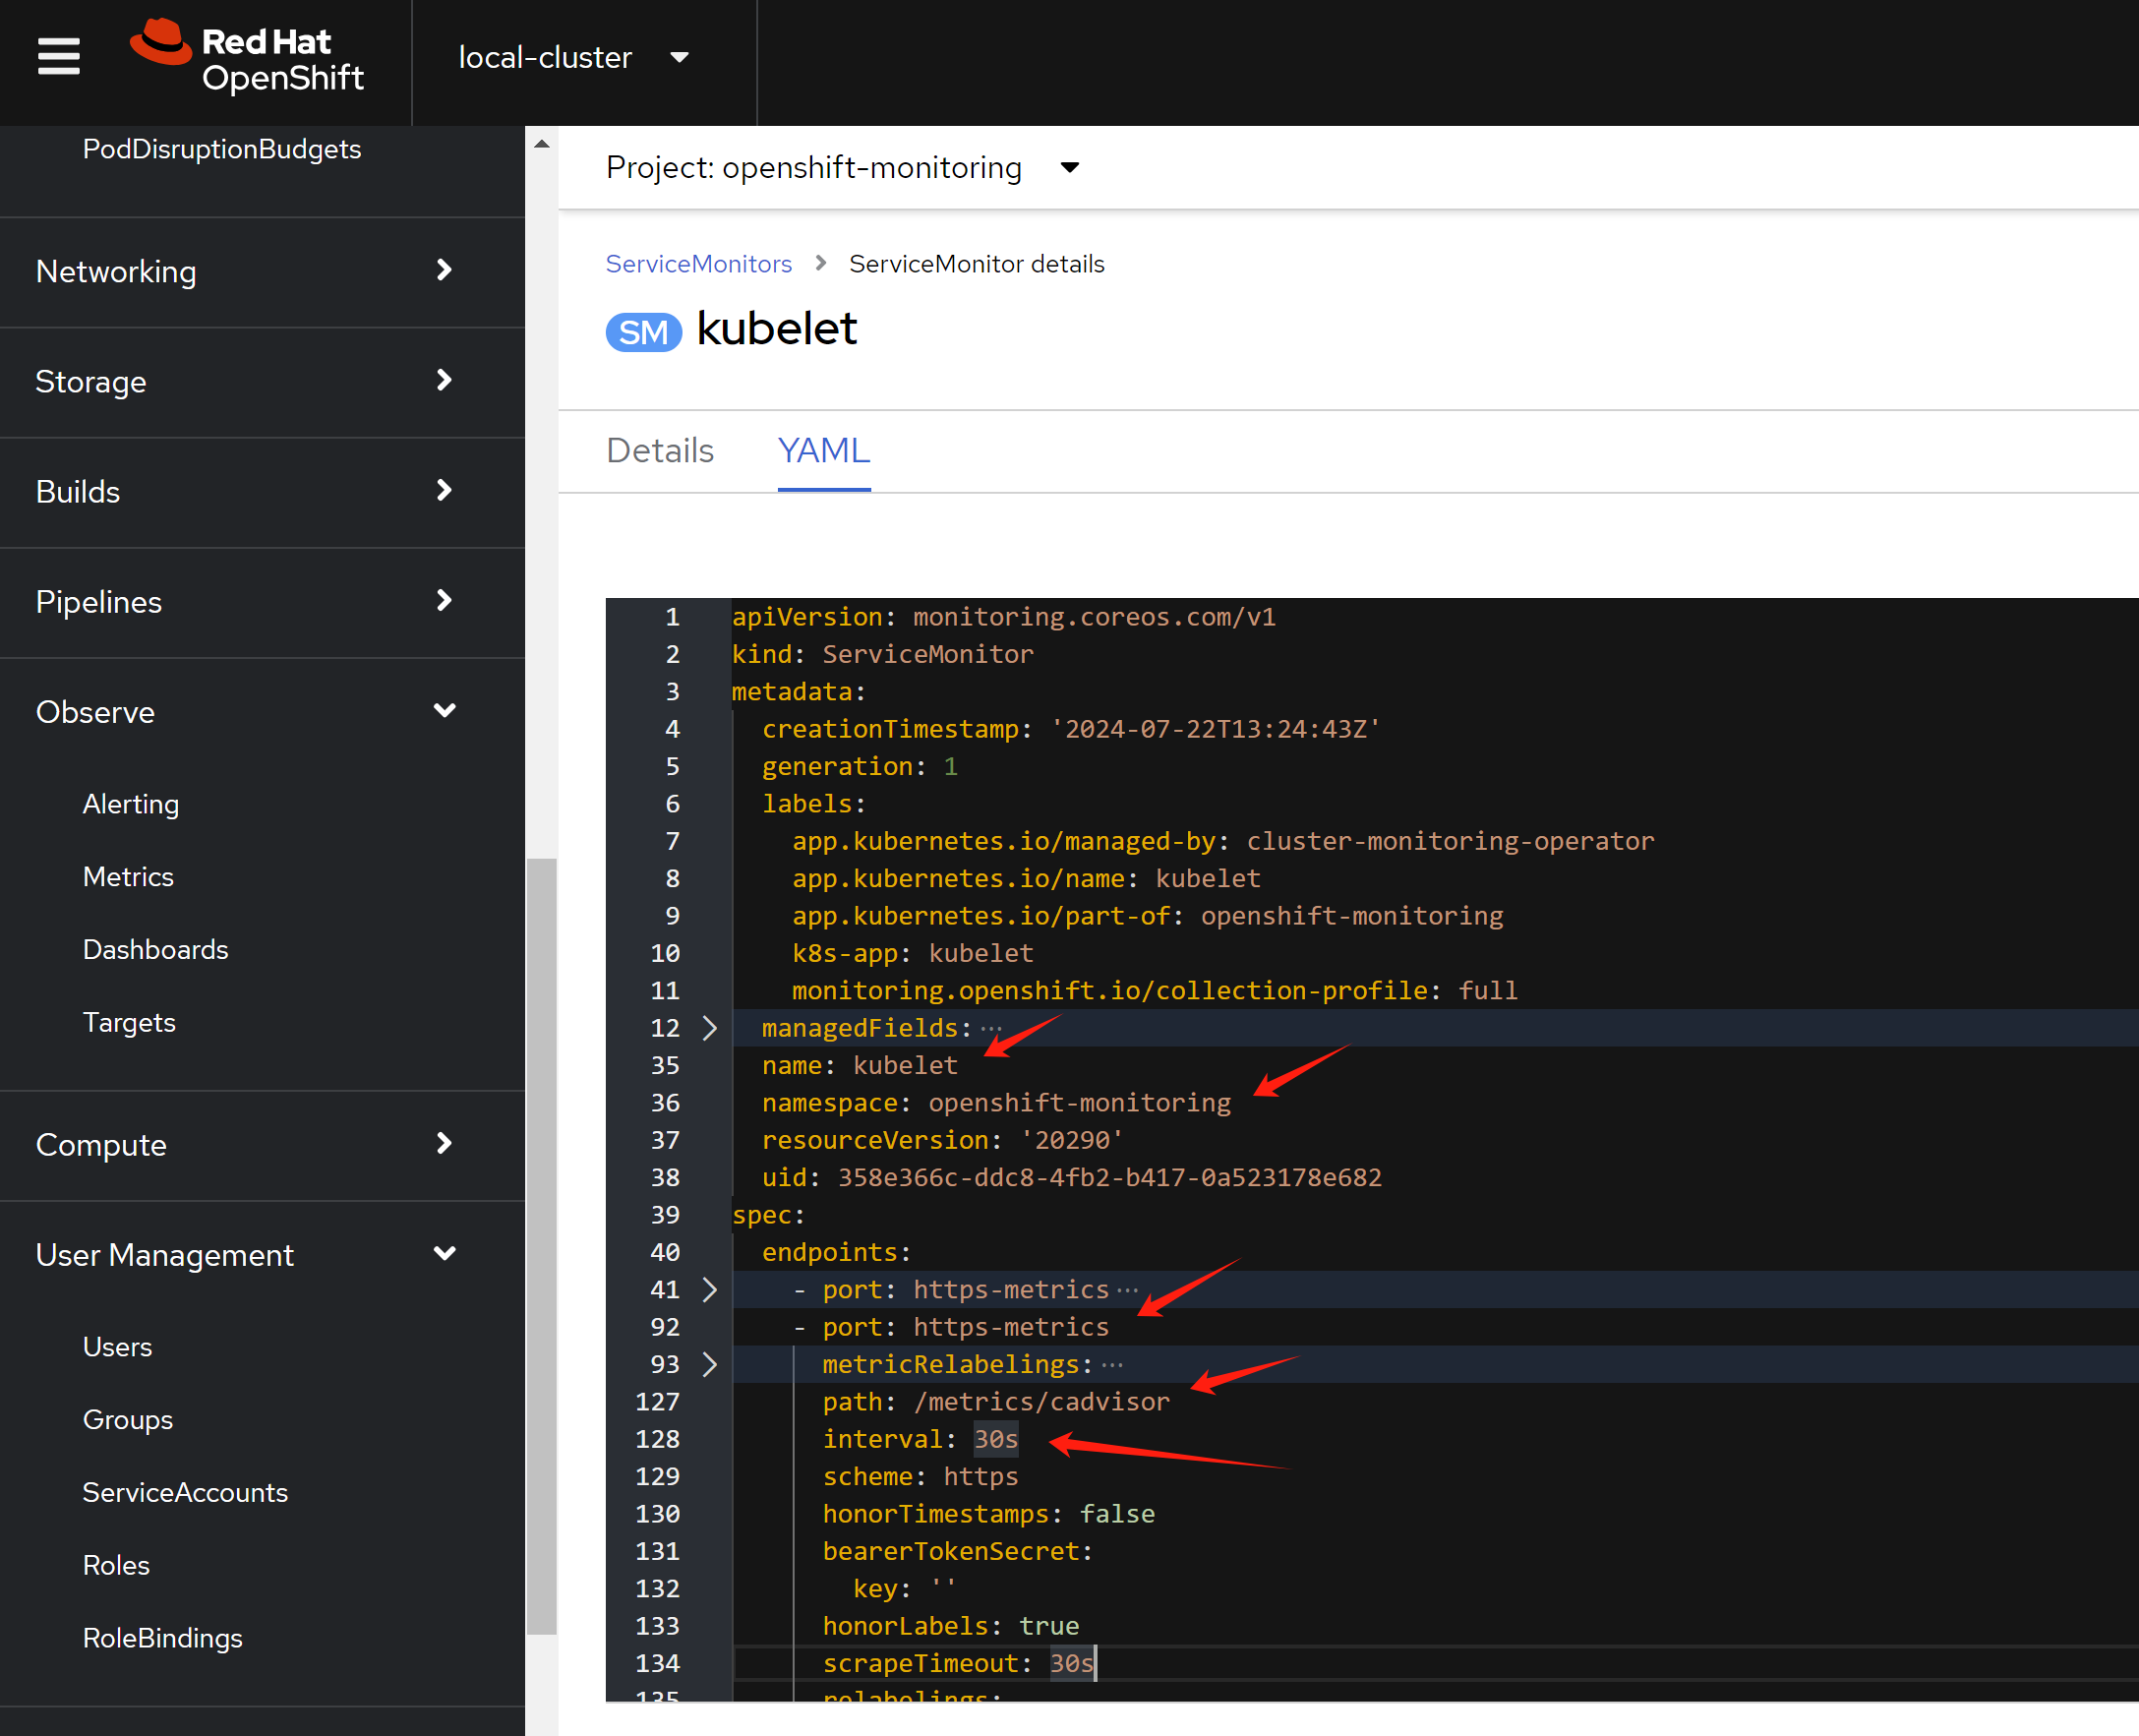 Red Hat
OpenShift
local-cluster
PodDisruptionBudgets
Networking
Storage
Builds
Pipelines
Observe
Alerting
Metrics
Dashboards
Targets
Compute
User Management
Users
Groups
ServiceAccounts
Roles
RoleBindings
Project: openshift-monitoring
ServiceMonitors > ServiceMonitor details
SM kubelet
Details YAML
1 apiVersion: monitoring.coreos.com/v1
2 kind: ServiceMonitor
3 metadata:
4 creationTimestamp: '2024-07-22T13:24:43Z'
5 generation: 1
6 labels:
7 app.kubernetes.io/managed-by: cluster-monitoring-operator
8 app.kubernetes.io/name: kubelet
9 app.kubernetes.io/part-of: openshift-monitoring
10 k8s-app: kubelet
11 monitoring.openshift.io/collection-profile: full
12 managedFields:···
35 name: kubelet
36 namespace: openshift-monitoring
37 resourceVersion: '20290'
38 uid: 358e366c-ddc8-4fb2-b417-0a523178e682
39 spec:
40 endpoints:
41 - port: https-metrics···
92 - port: https-metrics
93 metricRelabelings:···
127 path: /metrics/cadvisor
128 interval: 30s
129 scheme: https
130 honorTimestamps: false
131 bearerTokenSecret:
132 key: ''
133 honorLabels: true
134 scrapeTimeout: 30s
135 relabelings: